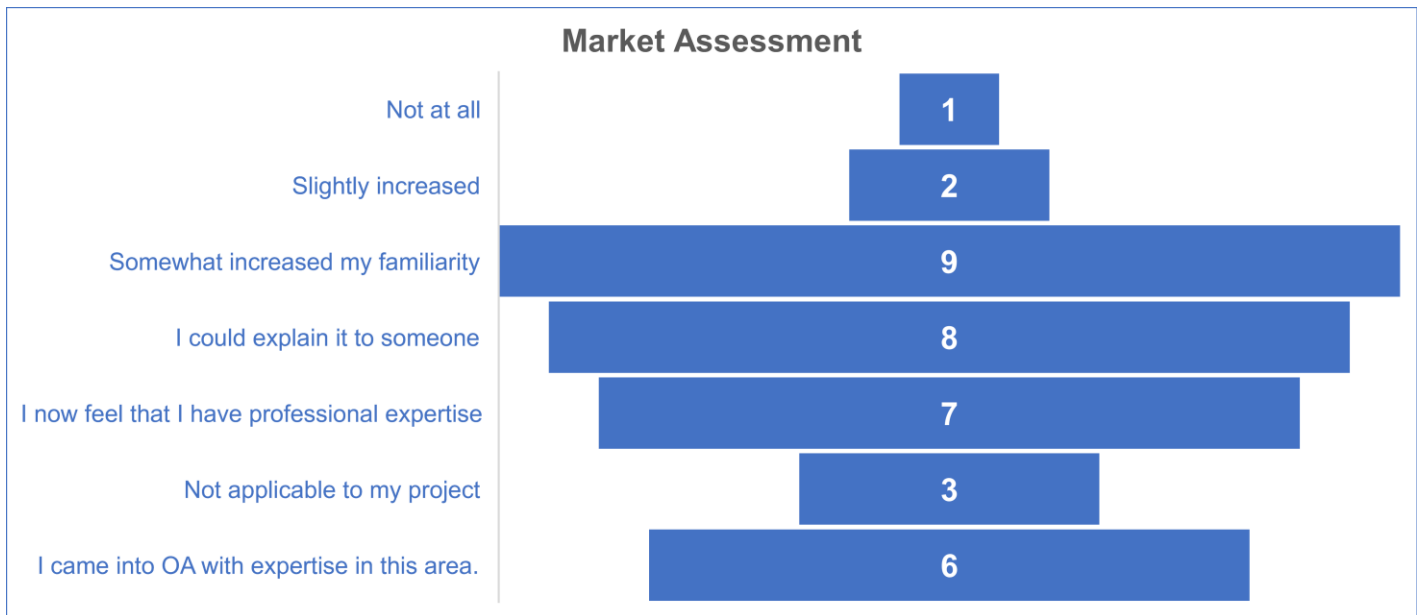 Market Assessment
Not at all 1
Slightly increased 2
Somewhat increased my familiarity 9
I could explain it to someone 8
I now feel that I have professional expertise 7
Not applicable to my project 3
I came into OA with expertise in this area. 6